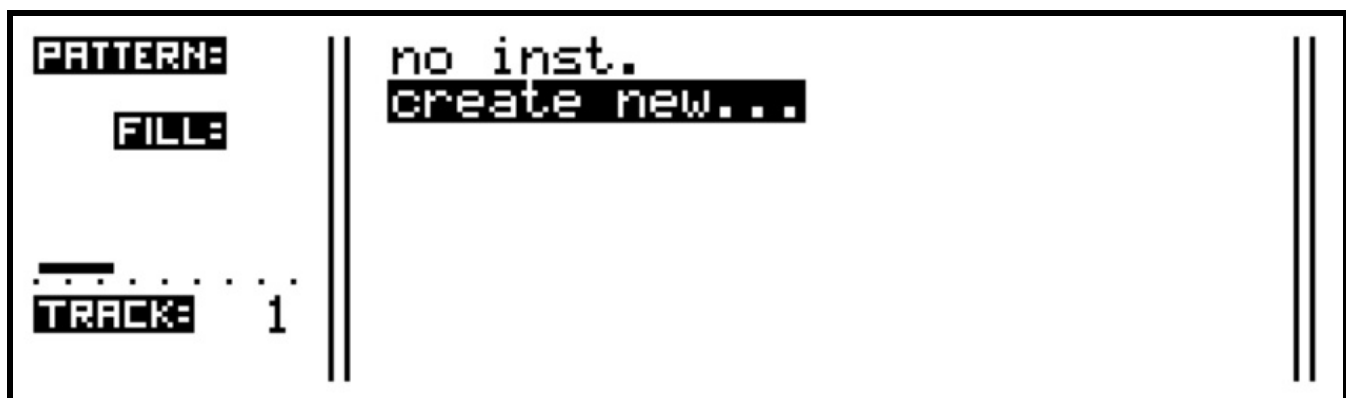 PATTERN:
FILL:
TRACK: 1
no inst.
create new...